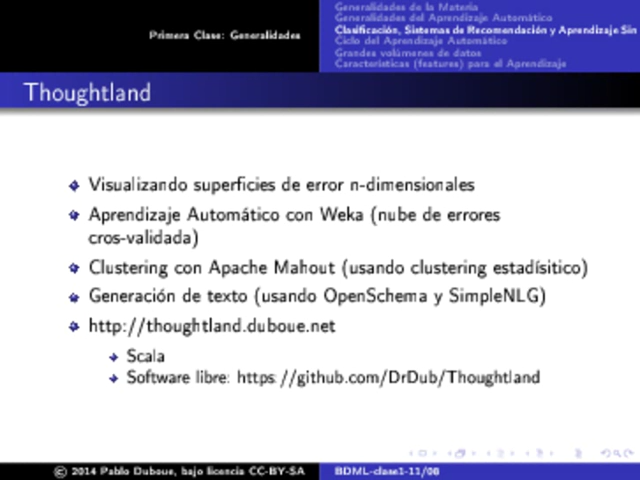 Primera Clase: Generalidades
Generalidades de la Materia
Generalidades del Aprendizaje Automático
Clasificación, Sistemas de Recomendación y Aprendizaje Sin
Ciclo del Aprendizaje Automático
Grandes volúmenes de datos
Características (features) para el Aprendizaje
Thoughtland
Visualizando superficies de error n-dimensionales
Aprendizaje Automático con Weka (nube de errores
cros-validada)
Clustering con Apache Mahout (usando clustering estadísitico)
Generación de texto (usando OpenSchema y SimpleNLG)
http://thoughtland.duboue.net
Scala
Software libre: https://github.com/DrDub/Thoughtland
© 2014 Pablo Duboue, bajo licencia CC-BY-SA
BDML-clase1-11/08